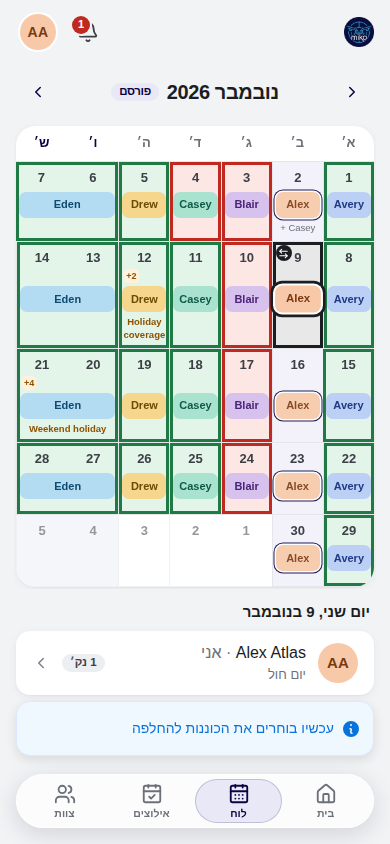 AA
1
miko
נובמבר 2026
פורסם
א׳ ב׳ ג׳ ד׳ ה׳ ו׳ ש׳
1 2 3 4 5 6 7
Avery Alex Blair Casey Drew Eden
+ Casey
8 9 10 11 12 13 14
+2
Avery Alex Blair Casey Drew Eden
Holiday
coverage
15 16 17 18 19 20 21
+4
Avery Alex Blair Casey Drew Eden
Weekend holiday
22 23 24 25 26 27 28
Avery Alex Blair Casey Drew Eden
29 30 1 2 3 4 5
Avery Alex
יום שני, 9 בנובמבר
AA
Alex Atlas · אני
יום חול
1 נק׳
עכשיו בוחרים את הכוננות להחלפה
בית
לוח
אילוצים
צוות